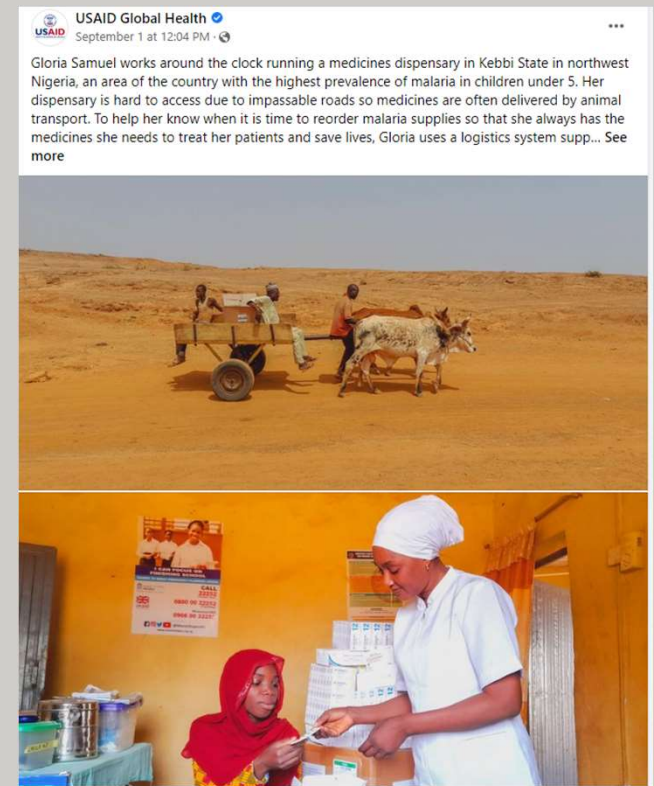 USAID Global Health
USAID
September 1 at 12:04 PM ·
Gloria Samuel works around the clock running a medicines dispensary in Kebbi State in northwest
Nigeria, an area of the country with the highest prevalence of malaria in children under 5. Her
dispensary is hard to access due to impassable roads so medicines are often delivered by animal
transport. To help her know when it is time to reorder malaria supplies so that she always has the
medicines she needs to treat her patients and save lives, Gloria uses a logistics system supp... See
more
I CAN FOCUS ON
FINISHING SCHOOL
CALL